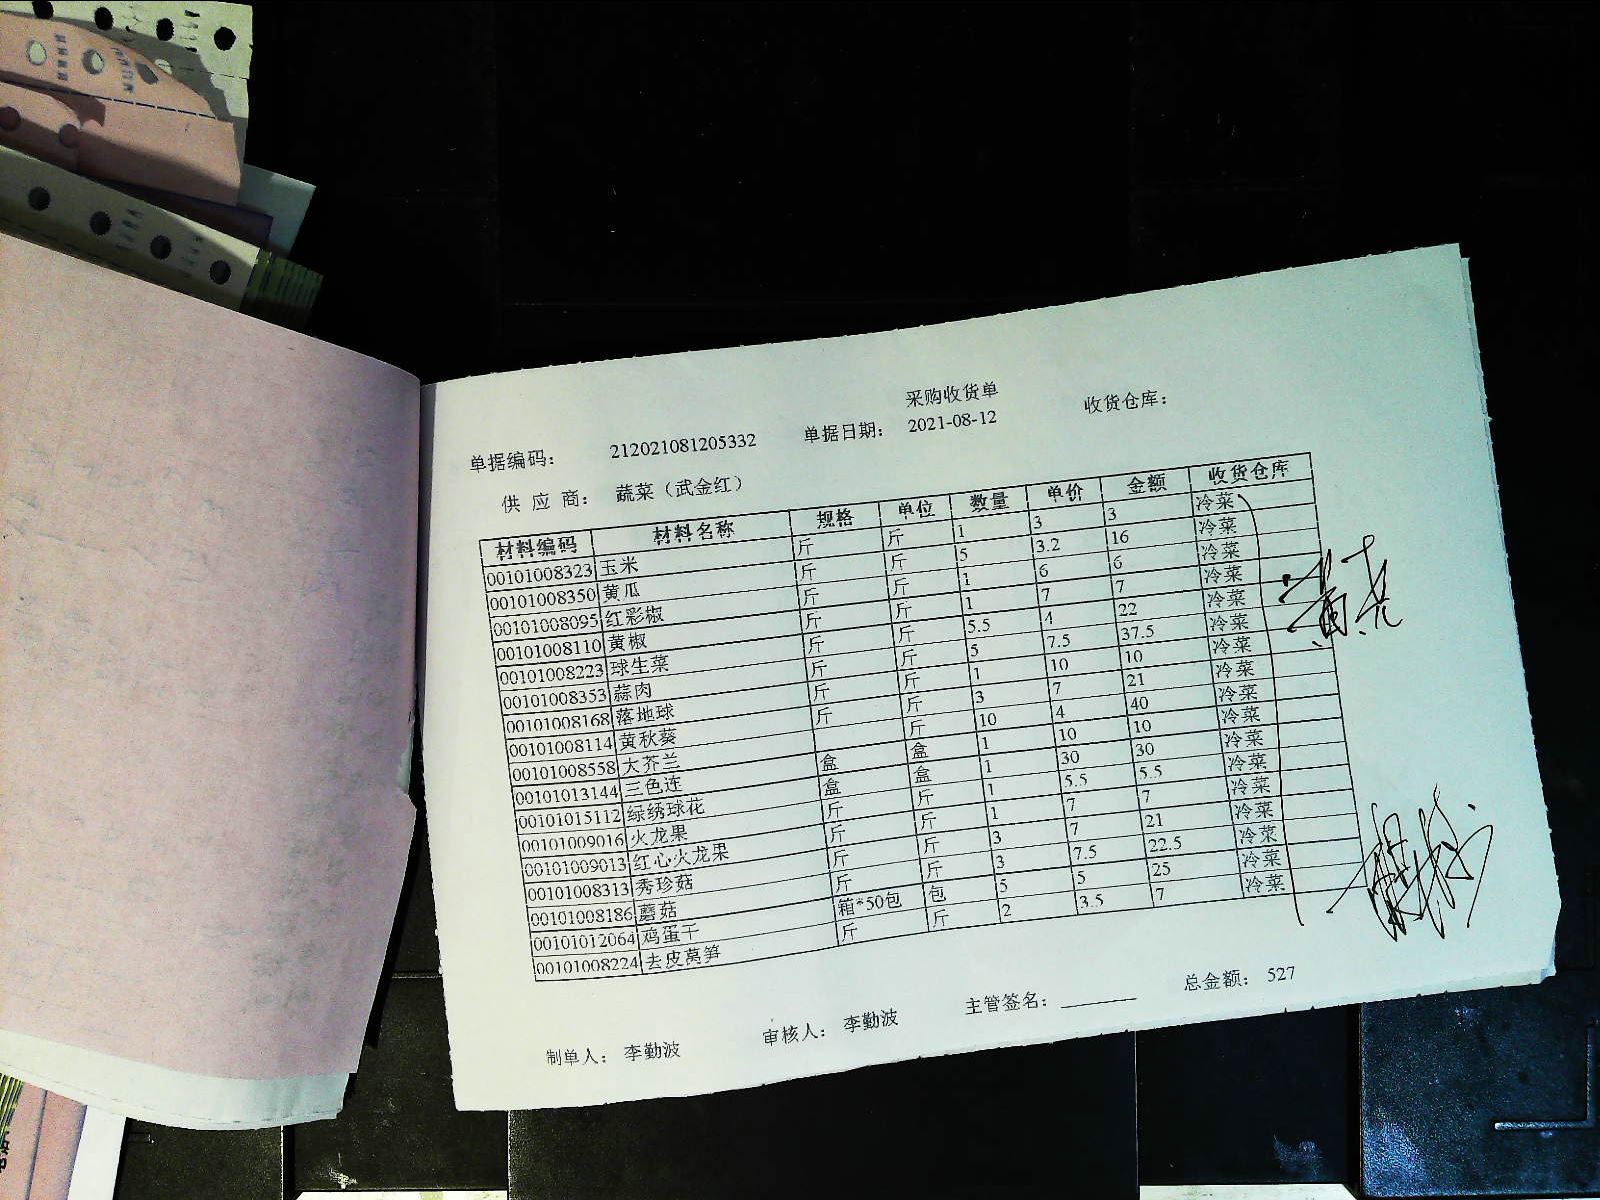 采购收货单
单据编码： 212021081205332 单据日期： 2021-08-12 收货仓库：
供 应 商： 蔬菜（武金红）
材料编码 材料名称 规格 单位 数量 单价 金额 收货仓库
00101008323 玉米 斤 斤 1 3 3 冷菜
00101008350 黄瓜 斤 斤 5 3.2 16 冷菜
00101008095 红彩椒 斤 斤 1 6 6 冷菜
00101008110 黄椒 斤 斤 1 7 7 冷菜
00101008223 球生菜 斤 斤 5.5 4 22 冷菜
00101008353 蒜肉 斤 斤 5 7.5 37.5 冷菜
00101008168 落地球 斤 斤 1 10 10 冷菜
00101008114 黄秋葵 斤 斤 3 7 21 冷菜
00101008558 大芥兰 斤 10 4 40 冷菜
00101013144 三色连 盒 盒 1 10 10 冷菜
00101015112 绿绣球花 盒 盒 1 30 30 冷菜
00101009016 火龙果 斤 斤 1 5.5 5.5 冷菜
00101009013 红心火龙果 斤 斤 1 7 7 冷菜
00101008313 秀珍菇 斤 斤 3 7 21 冷菜
00101008186 蘑菇 斤 斤 3 7.5 22.5 冷菜
00101012064 鸡蛋干 箱*50包 包 5 5 25 冷菜
00101008224 去皮莴笋 斤 斤 2 3.5 7 冷菜
制单人： 李勤波 审核人： 李勤波 主管签名： 总金额： 527